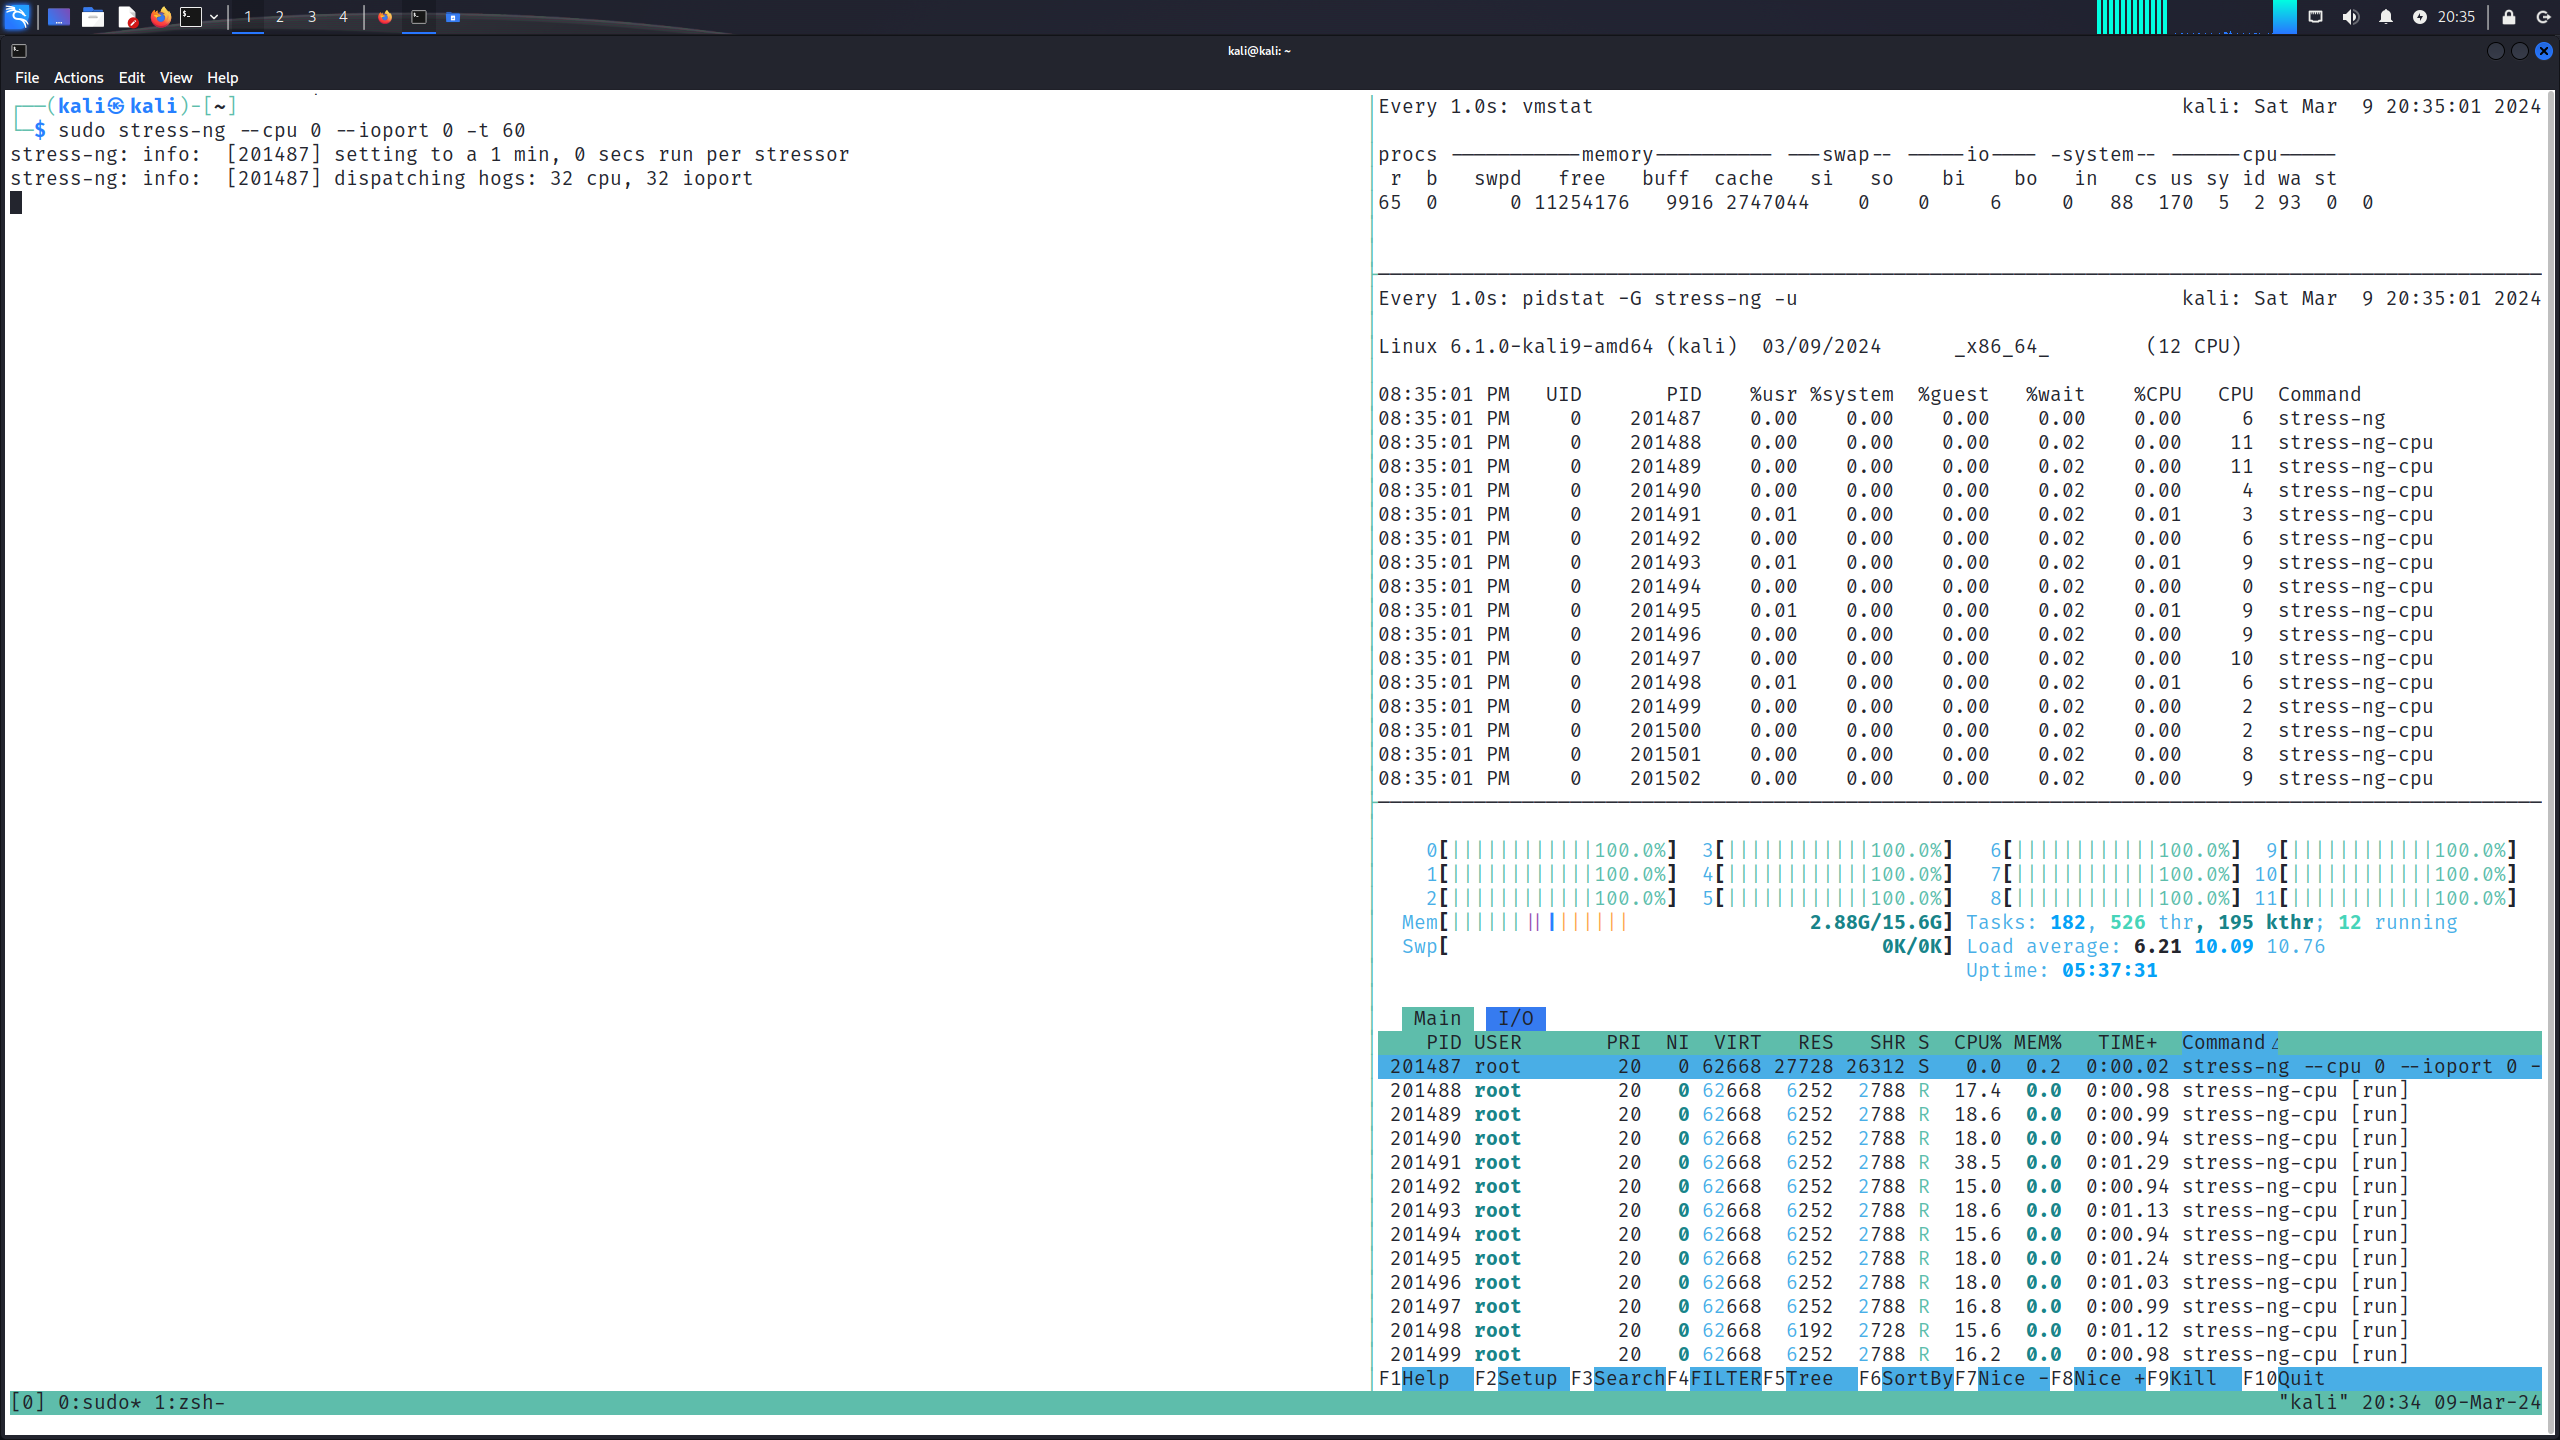 1 2 3 4
20:35
kali@kali: ~
File Actions Edit View Help
┌──(kali㉿kali)-[~]
└─$ sudo stress-ng --cpu 0 --ioport 0 -t 60
stress-ng: info:  [201487] setting to a 1 min, 0 secs run per stressor
stress-ng: info:  [201487] dispatching hogs: 32 cpu, 32 ioport
Every 1.0s: vmstat kali: Sat Mar  9 20:35:01 2024
procs -----------memory---------- ---swap-- -----io---- -system-- ------cpu-----
r b swpd free buff cache si so bi bo in cs us sy id wa st
65 0 0 11254176 9916 2747044 0 0 6 0 88 170 5 2 93 0 0
Every 1.0s: pidstat -G stress-ng -u kali: Sat Mar  9 20:35:01 2024
Linux 6.1.0-kali9-amd64 (kali) 03/09/2024 _x86_64_ (12 CPU)
08:35:01 PM UID PID %usr %system %guest %wait %CPU CPU Command
08:35:01 PM 0 201487 0.00 0.00 0.00 0.00 0.00 6 stress-ng
08:35:01 PM 0 201488 0.00 0.00 0.00 0.02 0.00 11 stress-ng-cpu
08:35:01 PM 0 201489 0.00 0.00 0.00 0.02 0.00 11 stress-ng-cpu
08:35:01 PM 0 201490 0.00 0.00 0.00 0.02 0.00 4 stress-ng-cpu
08:35:01 PM 0 201491 0.01 0.00 0.00 0.02 0.01 3 stress-ng-cpu
08:35:01 PM 0 201492 0.00 0.00 0.00 0.02 0.00 6 stress-ng-cpu
08:35:01 PM 0 201493 0.01 0.00 0.00 0.02 0.01 9 stress-ng-cpu
08:35:01 PM 0 201494 0.00 0.00 0.00 0.02 0.00 0 stress-ng-cpu
08:35:01 PM 0 201495 0.01 0.00 0.00 0.02 0.01 9 stress-ng-cpu
08:35:01 PM 0 201496 0.00 0.00 0.00 0.02 0.00 9 stress-ng-cpu
08:35:01 PM 0 201497 0.00 0.00 0.00 0.02 0.00 10 stress-ng-cpu
08:35:01 PM 0 201498 0.01 0.00 0.00 0.02 0.01 6 stress-ng-cpu
08:35:01 PM 0 201499 0.00 0.00 0.00 0.02 0.00 2 stress-ng-cpu
08:35:01 PM 0 201500 0.00 0.00 0.00 0.02 0.00 2 stress-ng-cpu
08:35:01 PM 0 201501 0.00 0.00 0.00 0.02 0.00 8 stress-ng-cpu
08:35:01 PM 0 201502 0.00 0.00 0.00 0.02 0.00 9 stress-ng-cpu
0[||||||||||||100.0%] 3[||||||||||||100.0%] 6[||||||||||||100.0%] 9[||||||||||||100.0%]
1[||||||||||||100.0%] 4[||||||||||||100.0%] 7[||||||||||||100.0%] 10[||||||||||||100.0%]
2[||||||||||||100.0%] 5[||||||||||||100.0%] 8[||||||||||||100.0%] 11[||||||||||||100.0%]
Mem[||||||||||||||| 2.88G/15.6G] Tasks: 182, 526 thr, 195 kthr; 12 running
Swp[ 0K/0K] Load average: 6.21 10.09 10.76
Uptime: 05:37:31
Main I/O
PID USER PRI NI VIRT RES SHR S CPU% MEM% TIME+ Command△
201487 root 20 0 62668 27728 26312 S 0.0 0.2 0:00.02 stress-ng --cpu 0 --ioport 0 -
201488 root 20 0 62668 6252 2788 R 17.4 0.0 0:00.98 stress-ng-cpu [run]
201489 root 20 0 62668 6252 2788 R 18.6 0.0 0:00.99 stress-ng-cpu [run]
201490 root 20 0 62668 6252 2788 R 18.0 0.0 0:00.94 stress-ng-cpu [run]
201491 root 20 0 62668 6252 2788 R 38.5 0.0 0:01.29 stress-ng-cpu [run]
201492 root 20 0 62668 6252 2788 R 15.0 0.0 0:00.94 stress-ng-cpu [run]
201493 root 20 0 62668 6252 2788 R 18.6 0.0 0:01.13 stress-ng-cpu [run]
201494 root 20 0 62668 6252 2788 R 15.6 0.0 0:00.94 stress-ng-cpu [run]
201495 root 20 0 62668 6252 2788 R 18.0 0.0 0:01.24 stress-ng-cpu [run]
201496 root 20 0 62668 6252 2788 R 18.0 0.0 0:01.03 stress-ng-cpu [run]
201497 root 20 0 62668 6252 2788 R 16.8 0.0 0:00.99 stress-ng-cpu [run]
201498 root 20 0 62668 6192 2728 R 15.6 0.0 0:01.12 stress-ng-cpu [run]
201499 root 20 0 62668 6252 2788 R 16.2 0.0 0:00.98 stress-ng-cpu [run]
F1Help F2Setup F3SearchF4FILTERF5Tree F6SortByF7Nice -F8Nice +F9Kill F10Quit
[0] 0:sudo* 1:zsh- "kali" 20:34 09-Mar-24